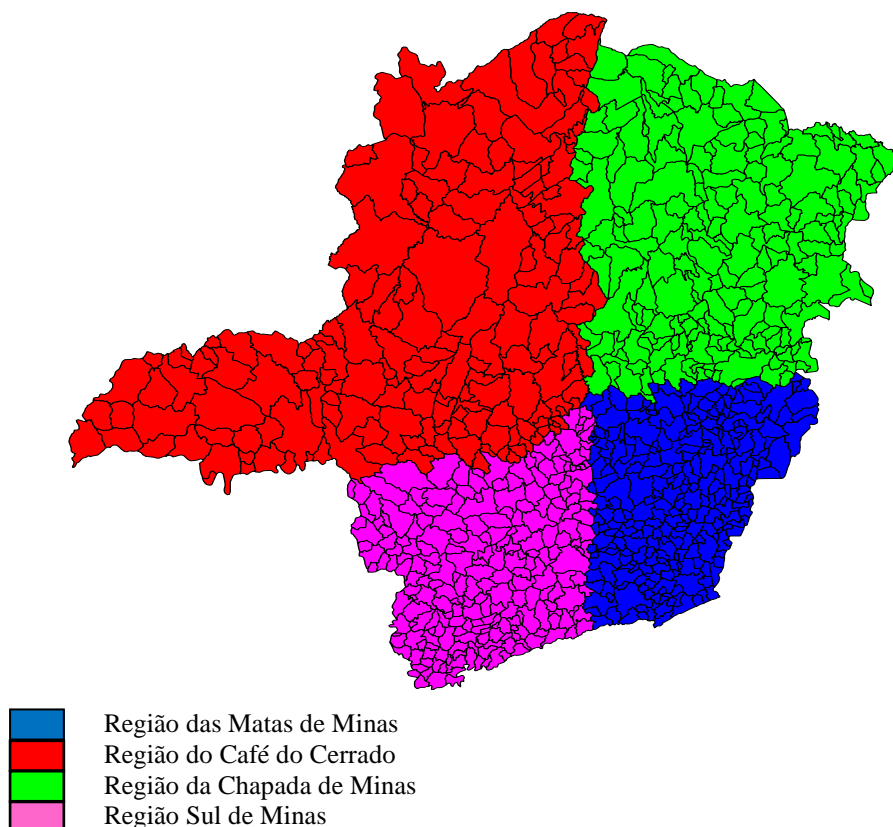 Região das Matas de Minas
Região do Café do Cerrado
Região da Chapada de Minas
Região Sul de Minas